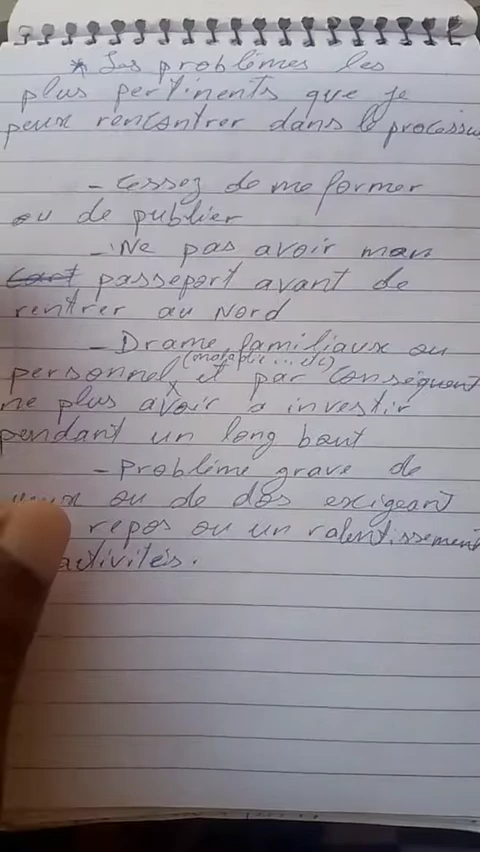 * Les problèmes les
plus pertinents que je
peux rencontrer dans le processus
- Cessez de me former
ou de publier
- Ne pas avoir mon
passeport avant de
rentrer au Nord
- Drame familiaux ou
(maladie...etc)
personnel, et par conséquent
ne plus avoir à investir
pendant un long bout
- Problème grave de
yeux ou de dos exigeant
repos ou un ralentissement
activités.